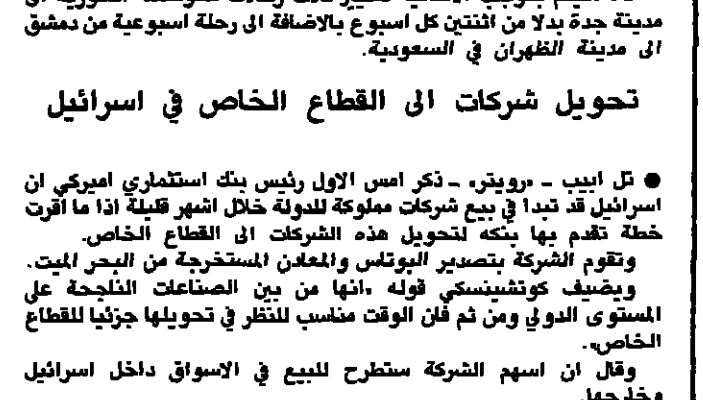 مدينة جدة بدلا من اثنتين كل اسبوع بالاضافة الى رحلة اسبوعية من دمشق
الى مدينة الظهران في السعودية.
تحويل شركات الى القطاع الخاص في اسرائيل
● تل ابيب ـ «رويتر» ـ ذكر امس الاول رئيس بنك استثماري اميركي ان
اسرائيل قد تبدا في بيع شركات مملوكة للدولة خلال اشهر قليلة اذا ما اقرت
خطة تقدم بها بنكه لتحويل هذه الشركات الى القطاع الخاص.
وتقوم الشركة بتصدير البوتاس والمعادن المستخرجة من البحر الميت.
ويضيف كوتشينسكي قوله «انها من بين الصناعات الناجحة على
المستوى الدولي ومن ثم فان الوقت مناسب للنظر في تحويلها جزئيا للقطاع
الخاص».
وقال ان اسهم الشركة ستطرح للبيع في الاسواق داخل اسرائيل
وخارجها.